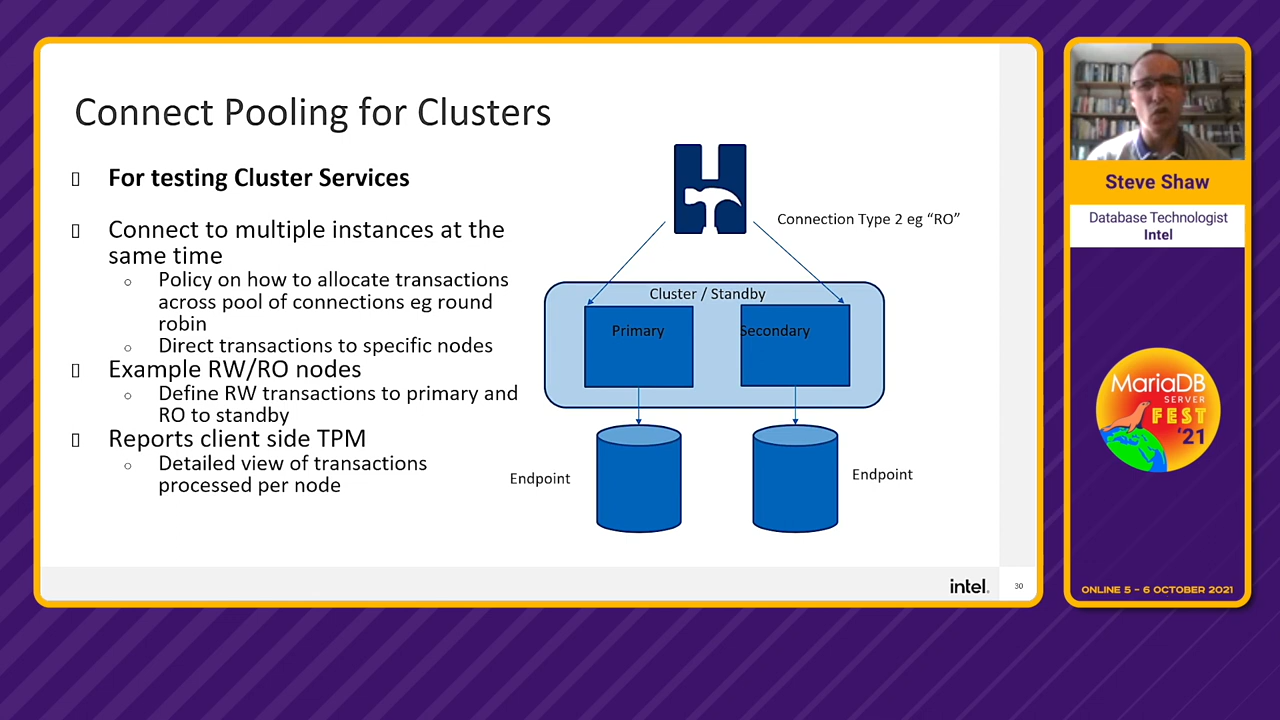 Connect Pooling for Clusters
For testing Cluster Services
Connect to multiple instances at the
same time
Policy on how to allocate transactions
across pool of connections eg round
robin
Direct transactions to specific nodes
Example RW/RO nodes
Define RW transactions to primary and
RO to standby
Reports client side TPM
Detailed view of transactions
processed per node
Connection Type 2 eg “RO”
Cluster / Standby
Primary
Secondary
Endpoint
Endpoint
intel.
30
Steve Shaw
Database Technologist
Intel
MariaDB
SERVER
FEST
'21
ONLINE 5 - 6 OCTOBER 2021